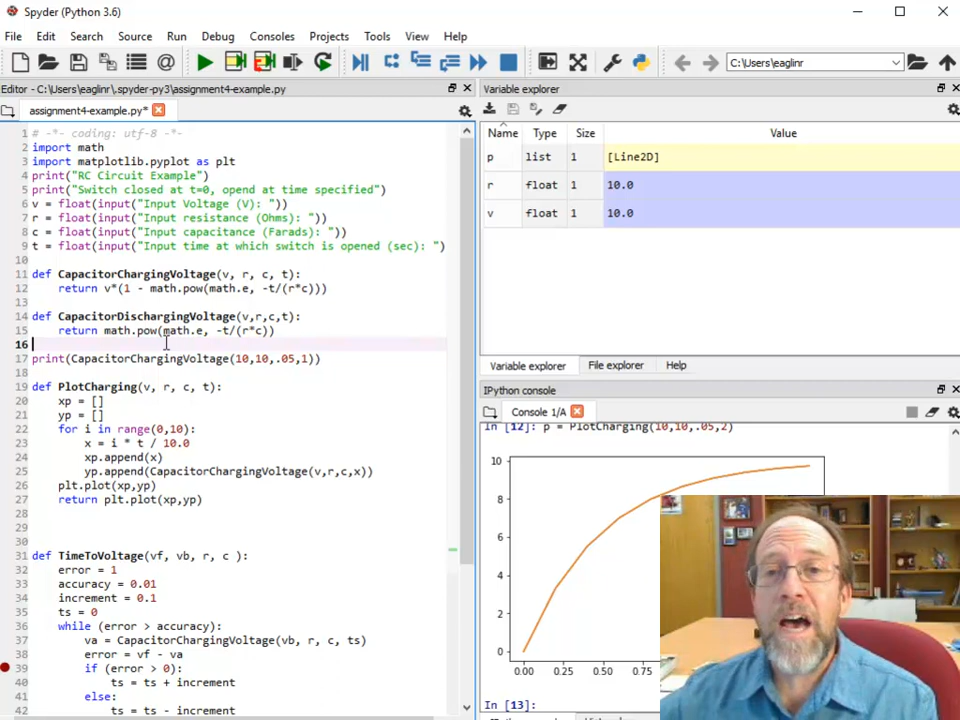 Spyder (Python 3.6)
File Edit Search Source Run Debug Consoles Projects Tools View Help
C:\Users\eaglinr
Editor - C:\Users\eaglinr\.spyder-py3\assignment4-example.py
assignment4-example.py*
1 # -*- coding: utf-8 -*-
2 import math
3 import matplotlib.pyplot as plt
4 print("RC Circuit Example")
5 print("Switch closed at t=0, opend at time specified")
6 v = float(input("Input Voltage (V): "))
7 r = float(input("Input resistance (Ohms): "))
8 c = float(input("Input capacitance (Farads): "))
9 t = float(input("Input time at which switch is opened (sec): ")
10
11 def CapacitorChargingVoltage(v, r, c, t):
12 return v*(1 - math.pow(math.e, -t/(r*c)))
13
14 def CapacitorDischargingVoltage(v,r,c,t):
15 return math.pow(math.e, -t/(r*c))
16
17 print(CapacitorChargingVoltage(10,10,.05,1))
18
19 def PlotCharging(v, r, c, t):
20 xp = []
21 yp = []
22 for i in range(0,10):
23 x = i * t / 10.0
24 xp.append(x)
25 yp.append(CapacitorChargingVoltage(v,r,c,x))
26 plt.plot(xp,yp)
27 return plt.plot(xp,yp)
28
29
30
31 def TimeToVoltage(vf, vb, r, c ):
32 error = 1
33 accuracy = 0.01
34 increment = 0.1
35 ts = 0
36 while (error > accuracy):
37 va = CapacitorChargingVoltage(vb, r, c, ts)
38 error = vf - va
39 if (error > 0):
40 ts = ts + increment
41 else:
42 ts = ts - increment
Variable explorer
Name Type Size Value
p list 1 [Line2D]
r float 1 10.0
v float 1 10.0
Variable explorer File explorer Help
IPython console
Console 1/A
In [12]: p = PlotCharging(10,10,.05,2)
10
8
6
4
2
0
0.00 0.25 0.50 0.75
In [13]: